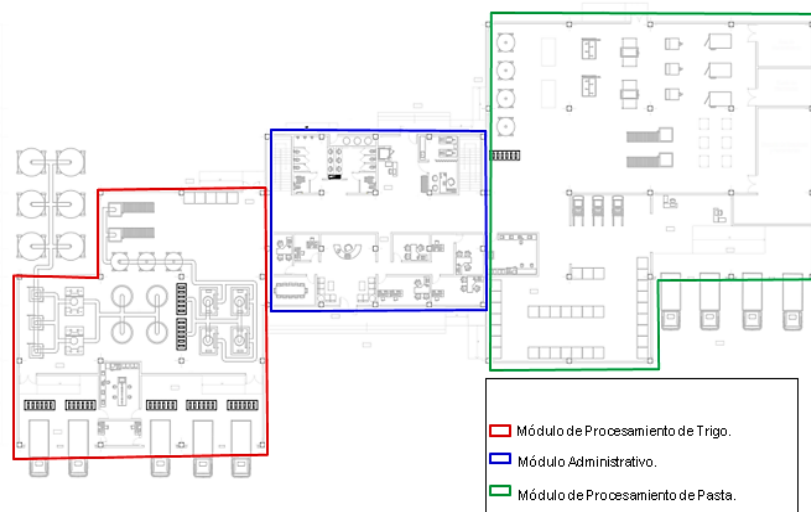 Módulo de Procesamiento de Trigo.
Módulo Administrativo.
Módulo de Procesamiento de Pasta.